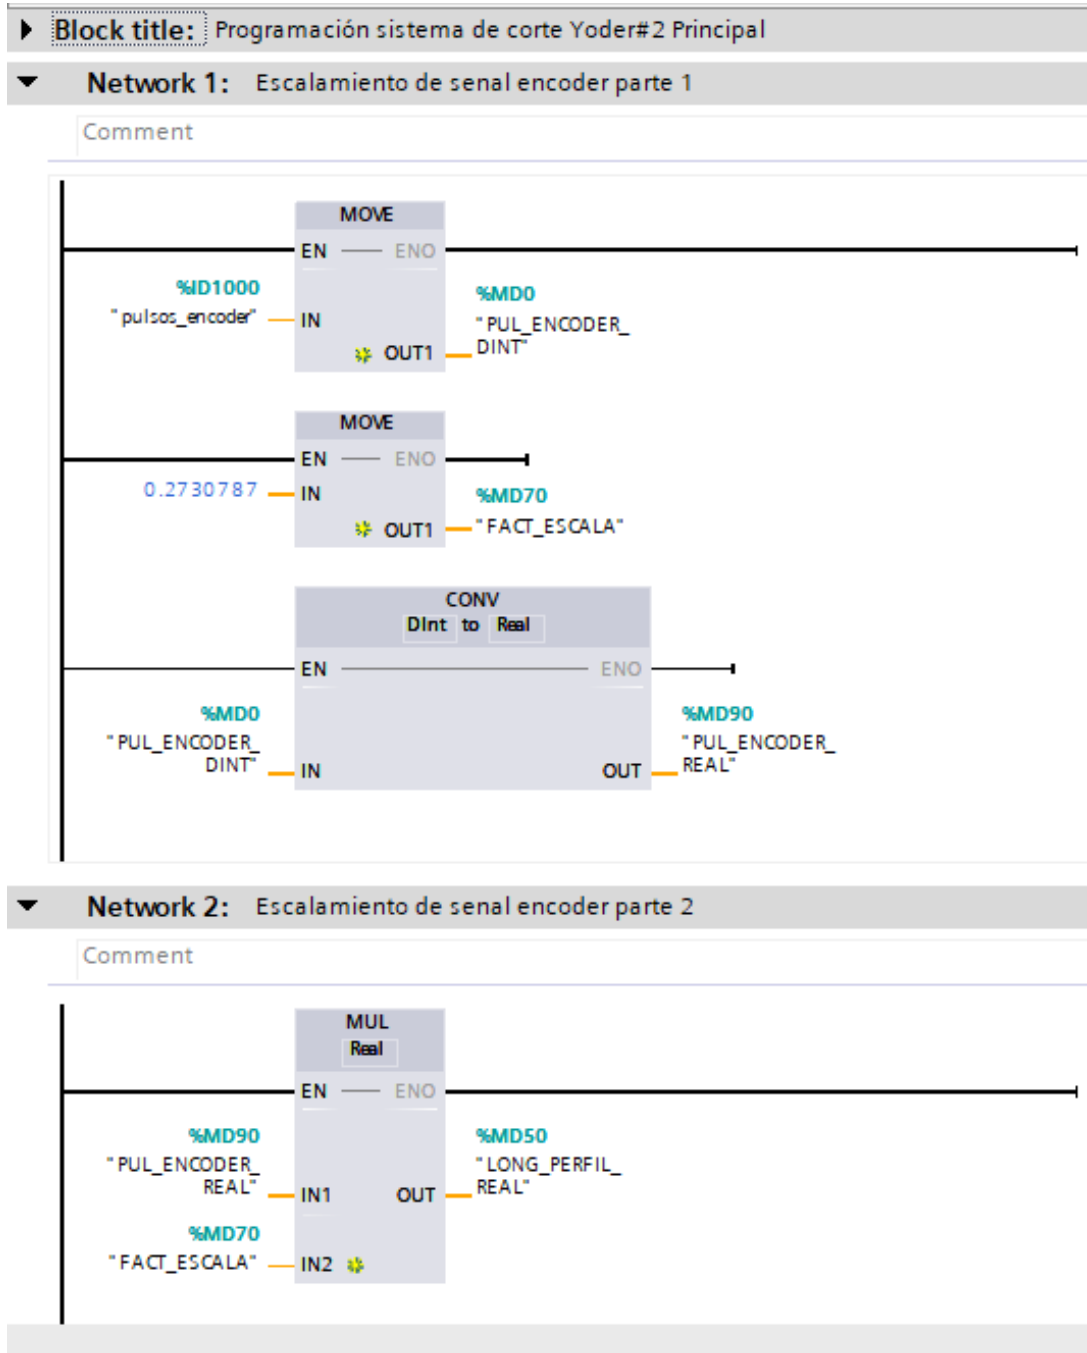 Block title: Programación sistema de corte Yoder#2 Principal
Network 1: Escalamiento de senal encoder parte 1
Comment
MOVE
EN ENO
%ID1000
"pulsos_encoder" IN
%MD0
"PUL_ENCODER_
DINT"
OUT1
MOVE
EN ENO
0.2730787 IN
%MD70
OUT1 "FACT_ESCALA"
CONV
DInt to Real
EN ENO
%MD0
"PUL_ENCODER_
DINT" IN
%MD90
"PUL_ENCODER_
OUT REAL"
Network 2: Escalamiento de senal encoder parte 2
Comment
MUL
Real
EN ENO
%MD90
"PUL_ENCODER_
REAL" IN1
%MD50
"LONG_PERFIL_
OUT REAL"
%MD70
"FACT_ESCALA" IN2